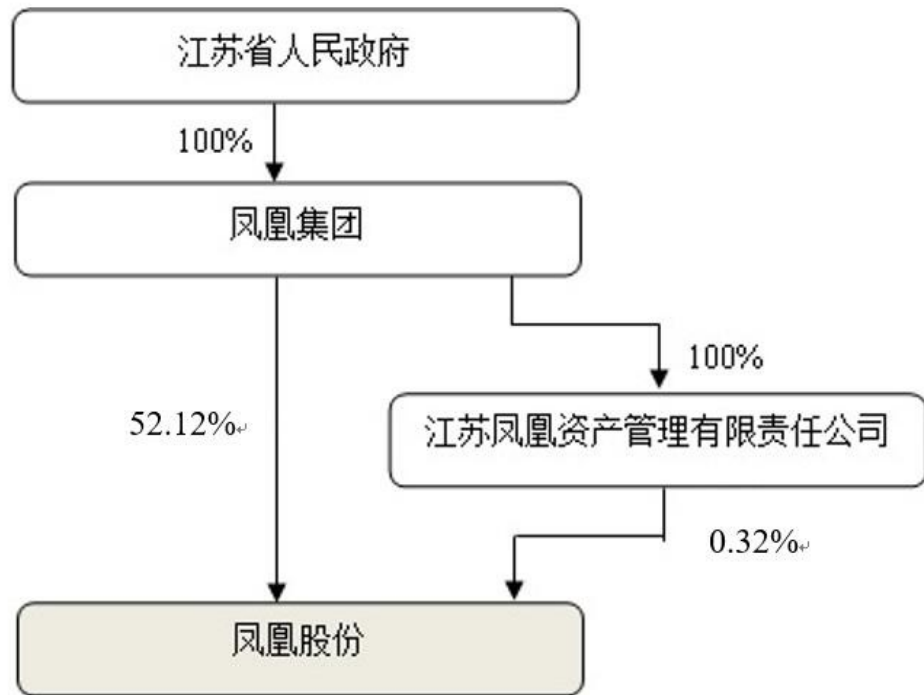 江苏省人民政府
100%
凤凰集团
100%
52.12%
江苏凤凰资产管理有限责任公司
0.32%
凤凰股份